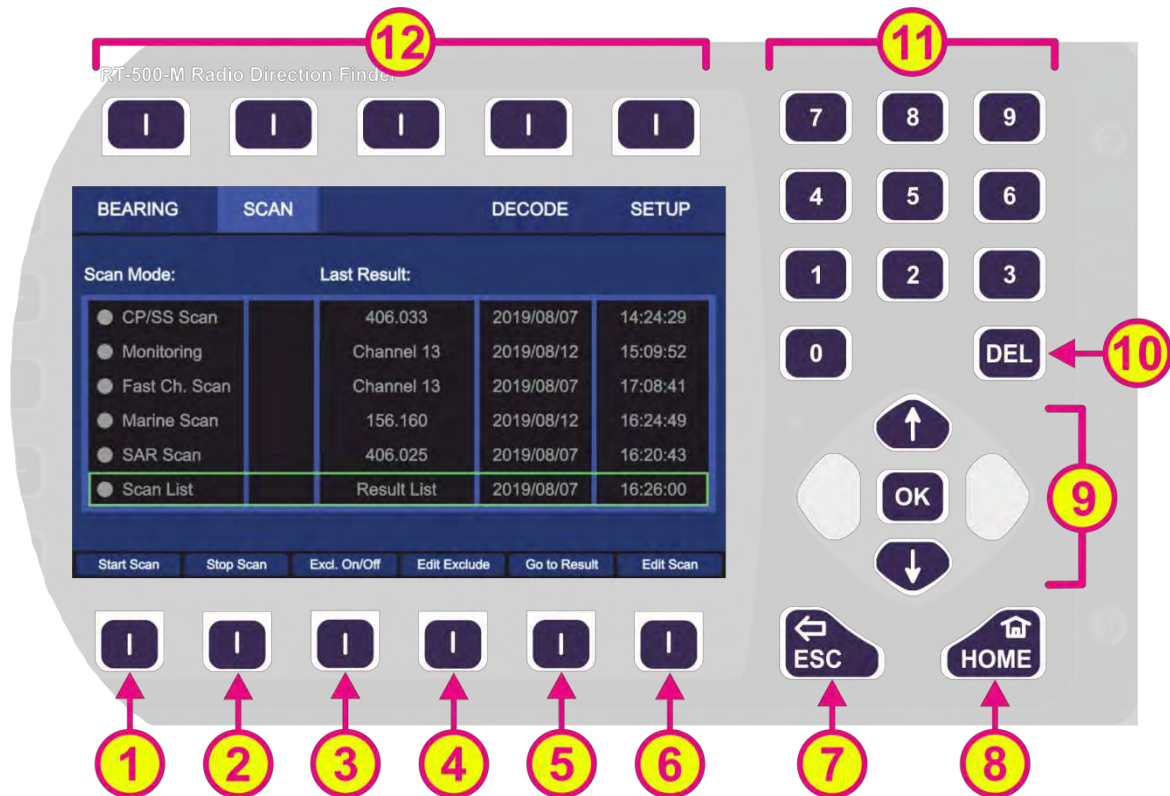 12
11
RT-500-M Radio Direction Finder
I I I I I
7 8 9
4 5 6
1 2 3
0 DEL
10
BEARING SCAN DECODE SETUP
Scan Mode: Last Result:
CP/SS Scan 406.033 2019/08/07 14:24:29
Monitoring Channel 13 2019/08/12 15:09:52
Fast Ch. Scan Channel 13 2019/08/07 17:08:41
Marine Scan 156.160 2019/08/12 16:24:49
SAR Scan 406.025 2019/08/07 16:20:43
Scan List Result List 2019/08/07 16:26:00
Start Scan Stop Scan Excl. On/Off Edit Exclude Go to Result Edit Scan
OK
9
I I I I I I
ESC HOME
1 2 3 4 5 6 7 8